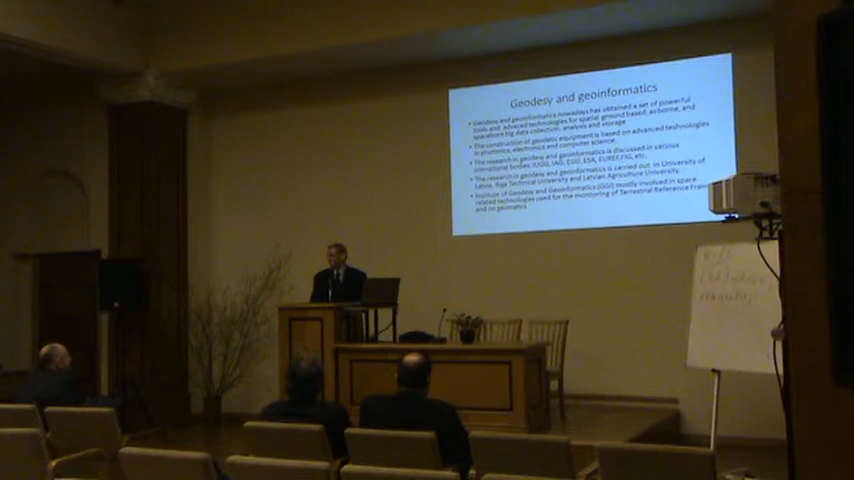 Geodesy and geoinformatics
• Geodesy and geoinformatics nowadays has obtained a set of powerful
tools and advanced technologies for spatial ground based, airborne, and
spaceborn big data collection, analysis and storage
• The construction of geodetic equipment is based on advanced technologies
in photonics, electronics and computer science.
• The research in geodesy and geoinformatics is discussed in various
international bodies: IUGG, IAG, EGU, ESA, EUREF, FIG, etc.
• The research in geodesy and geoinformatics is carried out in University of
Latvia, Riga Technical University and Latvian Agriculture University
• Institute of Geodesy and Geoinformatics (GGI) mostly involved in space
related technologies used for the monitoring of Terrestrial Reference Fram
and on geomatics